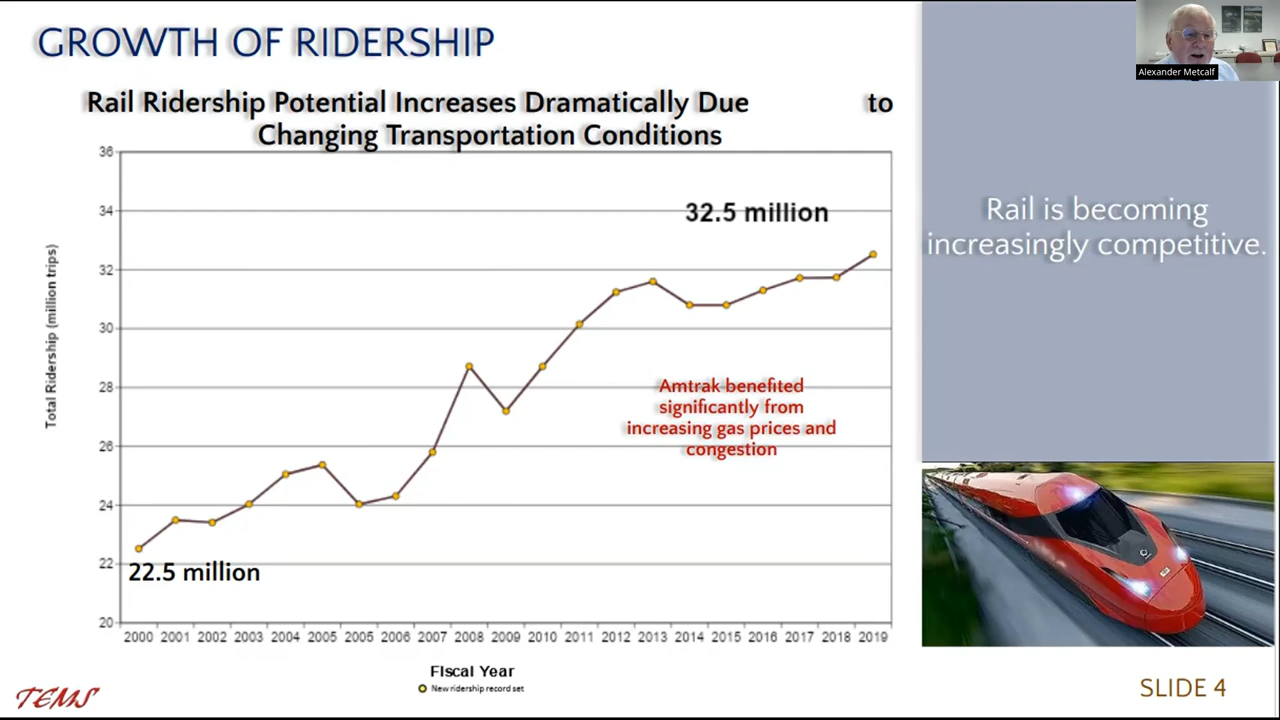 GROWTH OF RIDERSHIP
Rail Ridership Potential Increases Dramatically Due to
Changing Transportation Conditions
Alexander Metcalf
Rail is becoming
increasingly competitive.
Total Ridership (million trips)
36
34
32
30
28
26
24
22
20
32.5 million
Amtrak benefited
significantly from
increasing gas prices and
congestion
22.5 million
2000 2001 2002 2003 2004 2005 2005 2006 2007 2008 2009 2010 2011 2012 2013 2014 2015 2016 2017 2018 2019
Fiscal Year
New ridership record set
TEMS
SLIDE 4